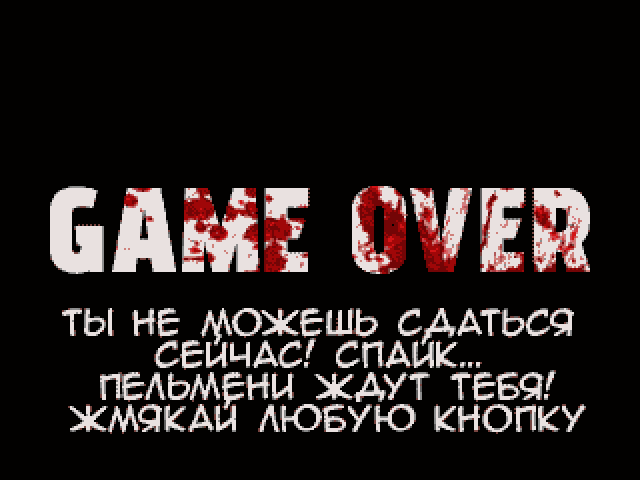 GAME OVER
ТЫ НЕ МОЖЕШЬ СДАТЬСЯ
СЕЙЧАС! СПАЙК...
ПЕЛЬМЕНИ ЖДУТ ТЕБЯ!
ЖМЯКАЙ ЛЮБУЮ КНОПКУ